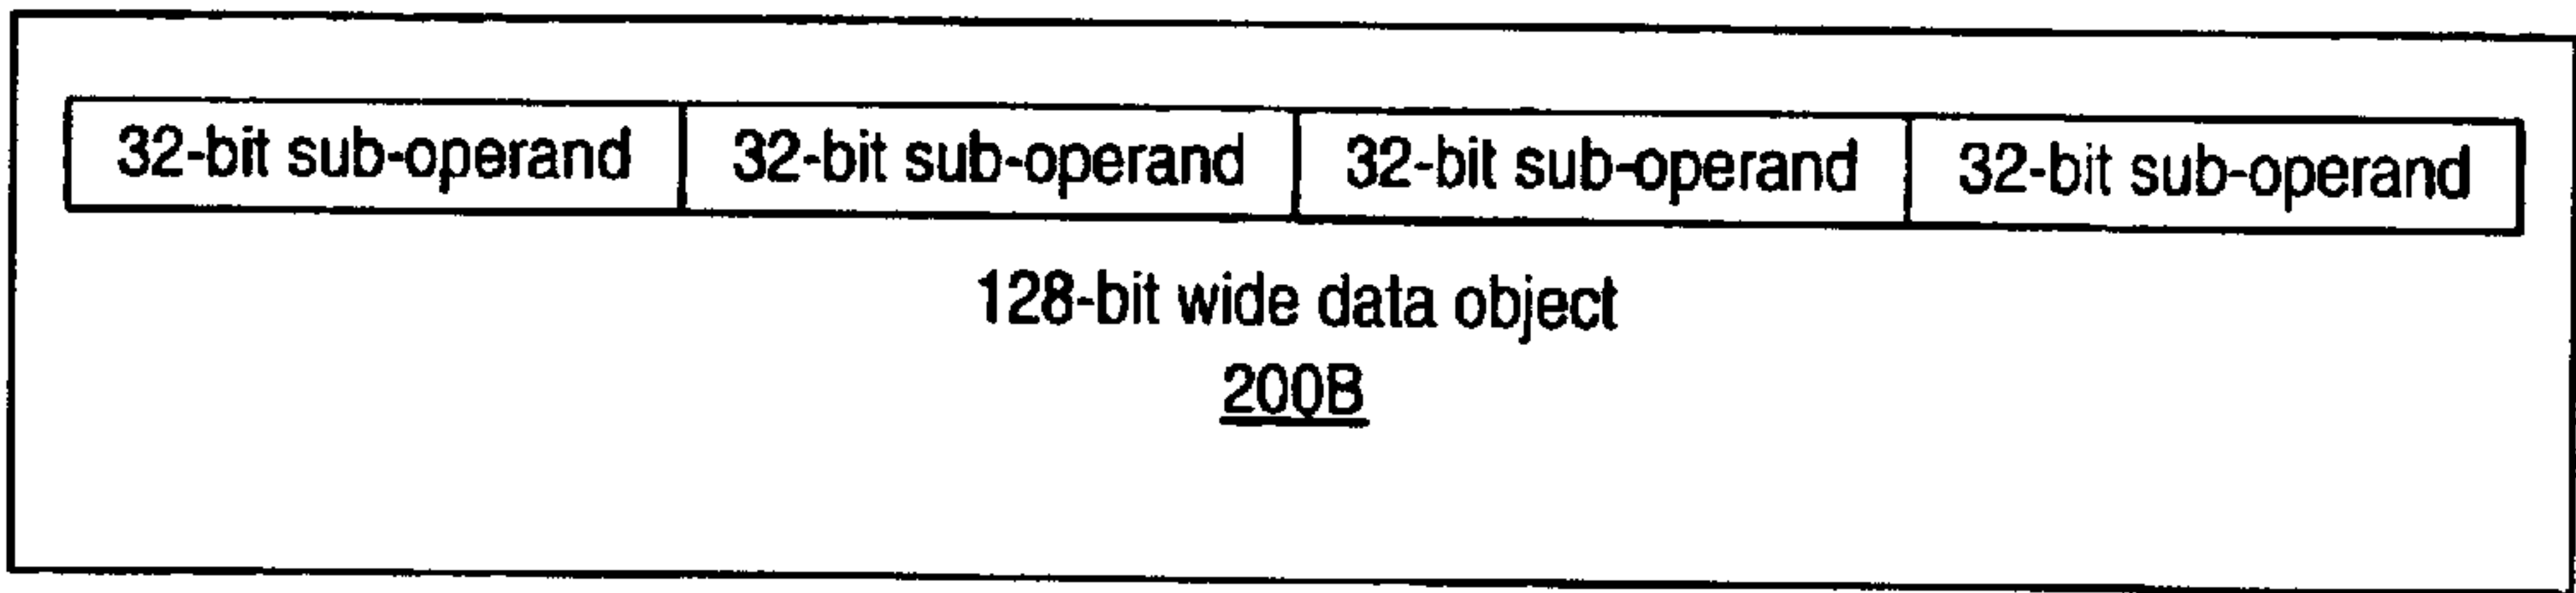 32-bit sub-operand 32-bit sub-operand 32-bit sub-operand 32-bit sub-operand
128-bit wide data object
200B